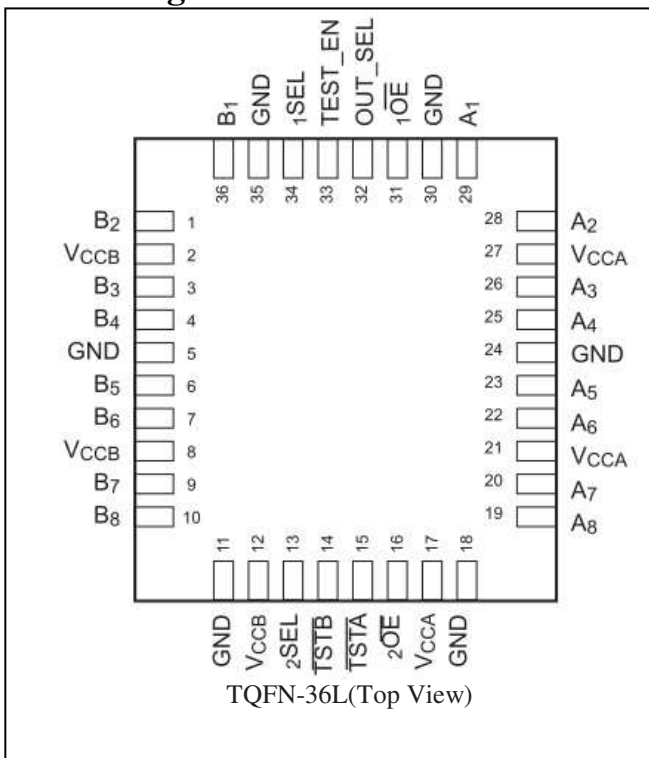 g
B1 GND 1SEL TEST_EN OUT_SEL 1OE GND A1
36 35 34 33 32 31 30 29
B2 1 28 A2
VCCB 2 27 VCCA
B3 3 26 A3
B4 4 25 A4
GND 5 24 GND
B5 6 23 A5
B6 7 22 A6
VCCB 8 21 VCCA
B7 9 20 A7
B8 10 19 A8
11 12 13 14 15 16 17 18
GND VCCB 2SEL TSTB TSTA 2OE VCCA GND
TQFN-36L(Top View)